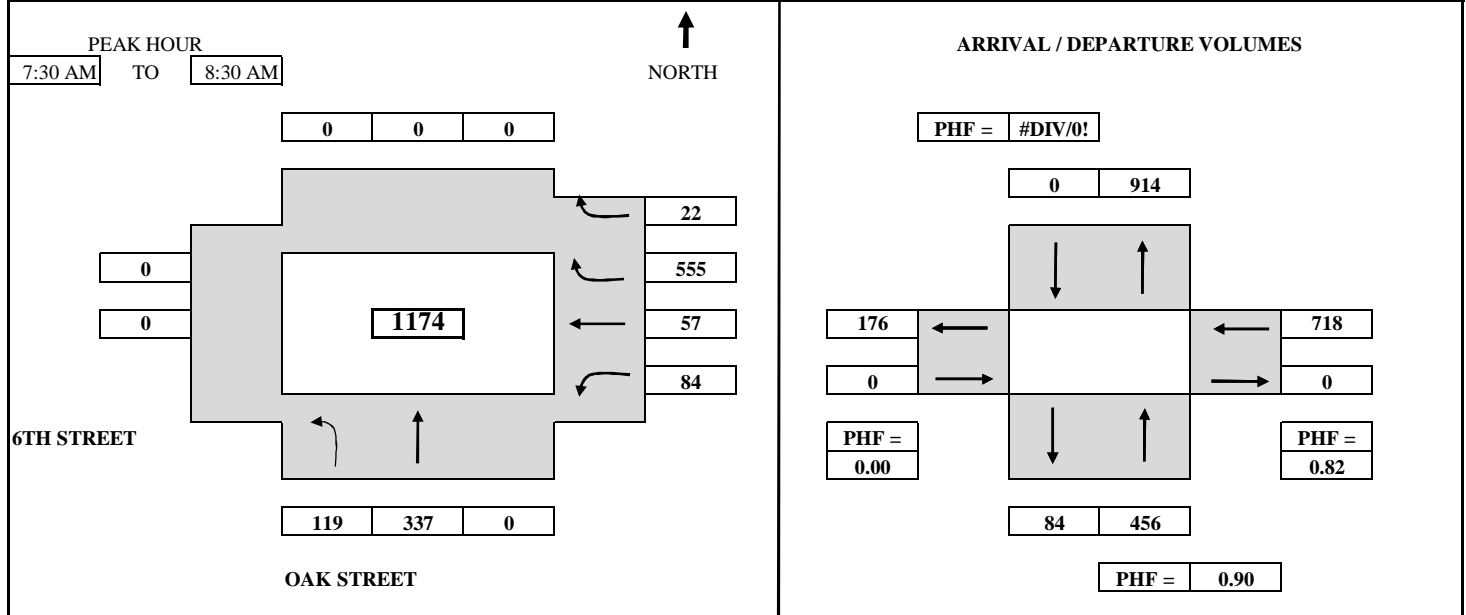 PEAK HOUR
7:30 AM TO 8:30 AM
NORTH
0 0 0
22
0 555
0 1174 57
84
6TH STREET
119 337 0
OAK STREET
ARRIVAL / DEPARTURE VOLUMES
PHF = #DIV/0!
0 914
176 718
0 0
PHF = PHF =
0.00 0.82
84 456
PHF = 0.90